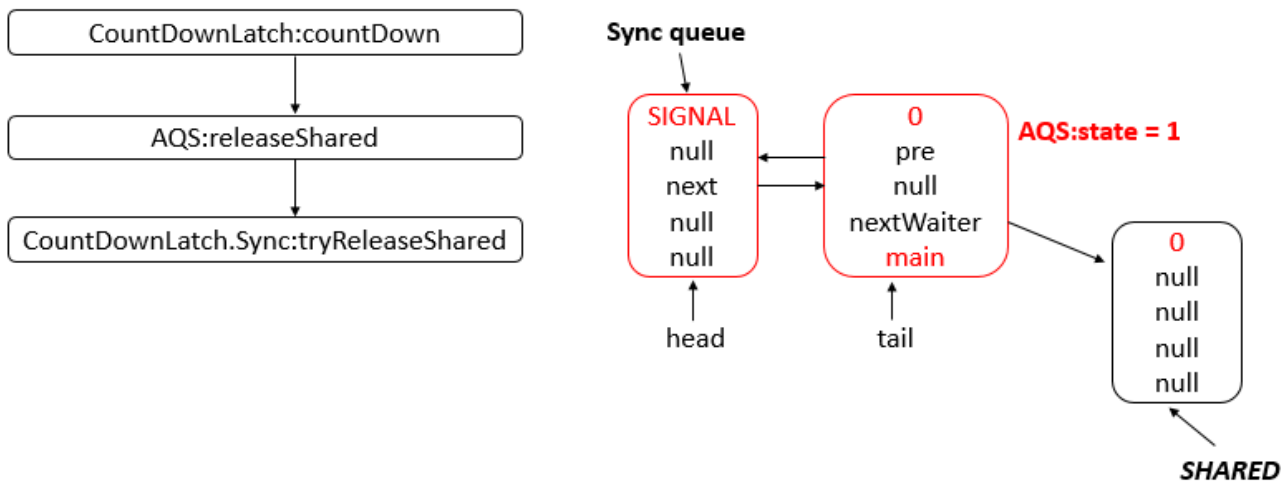 CountDownLatch:countDown
AQS:releaseShared
CountDownLatch.Sync:tryReleaseShared
Sync queue
SIGNAL
null
next
null
null
head
0
pre
null
nextWaiter
main
tail
AQS:state = 1
0
null
null
null
null
SHARED